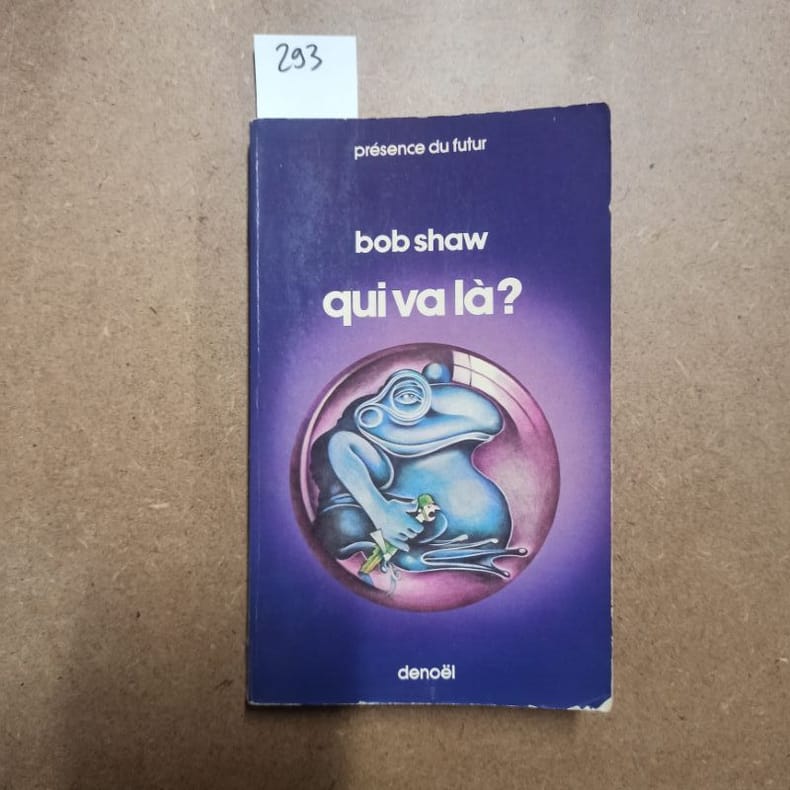 293
présence du futur
bob shaw
qui va là?
denoël